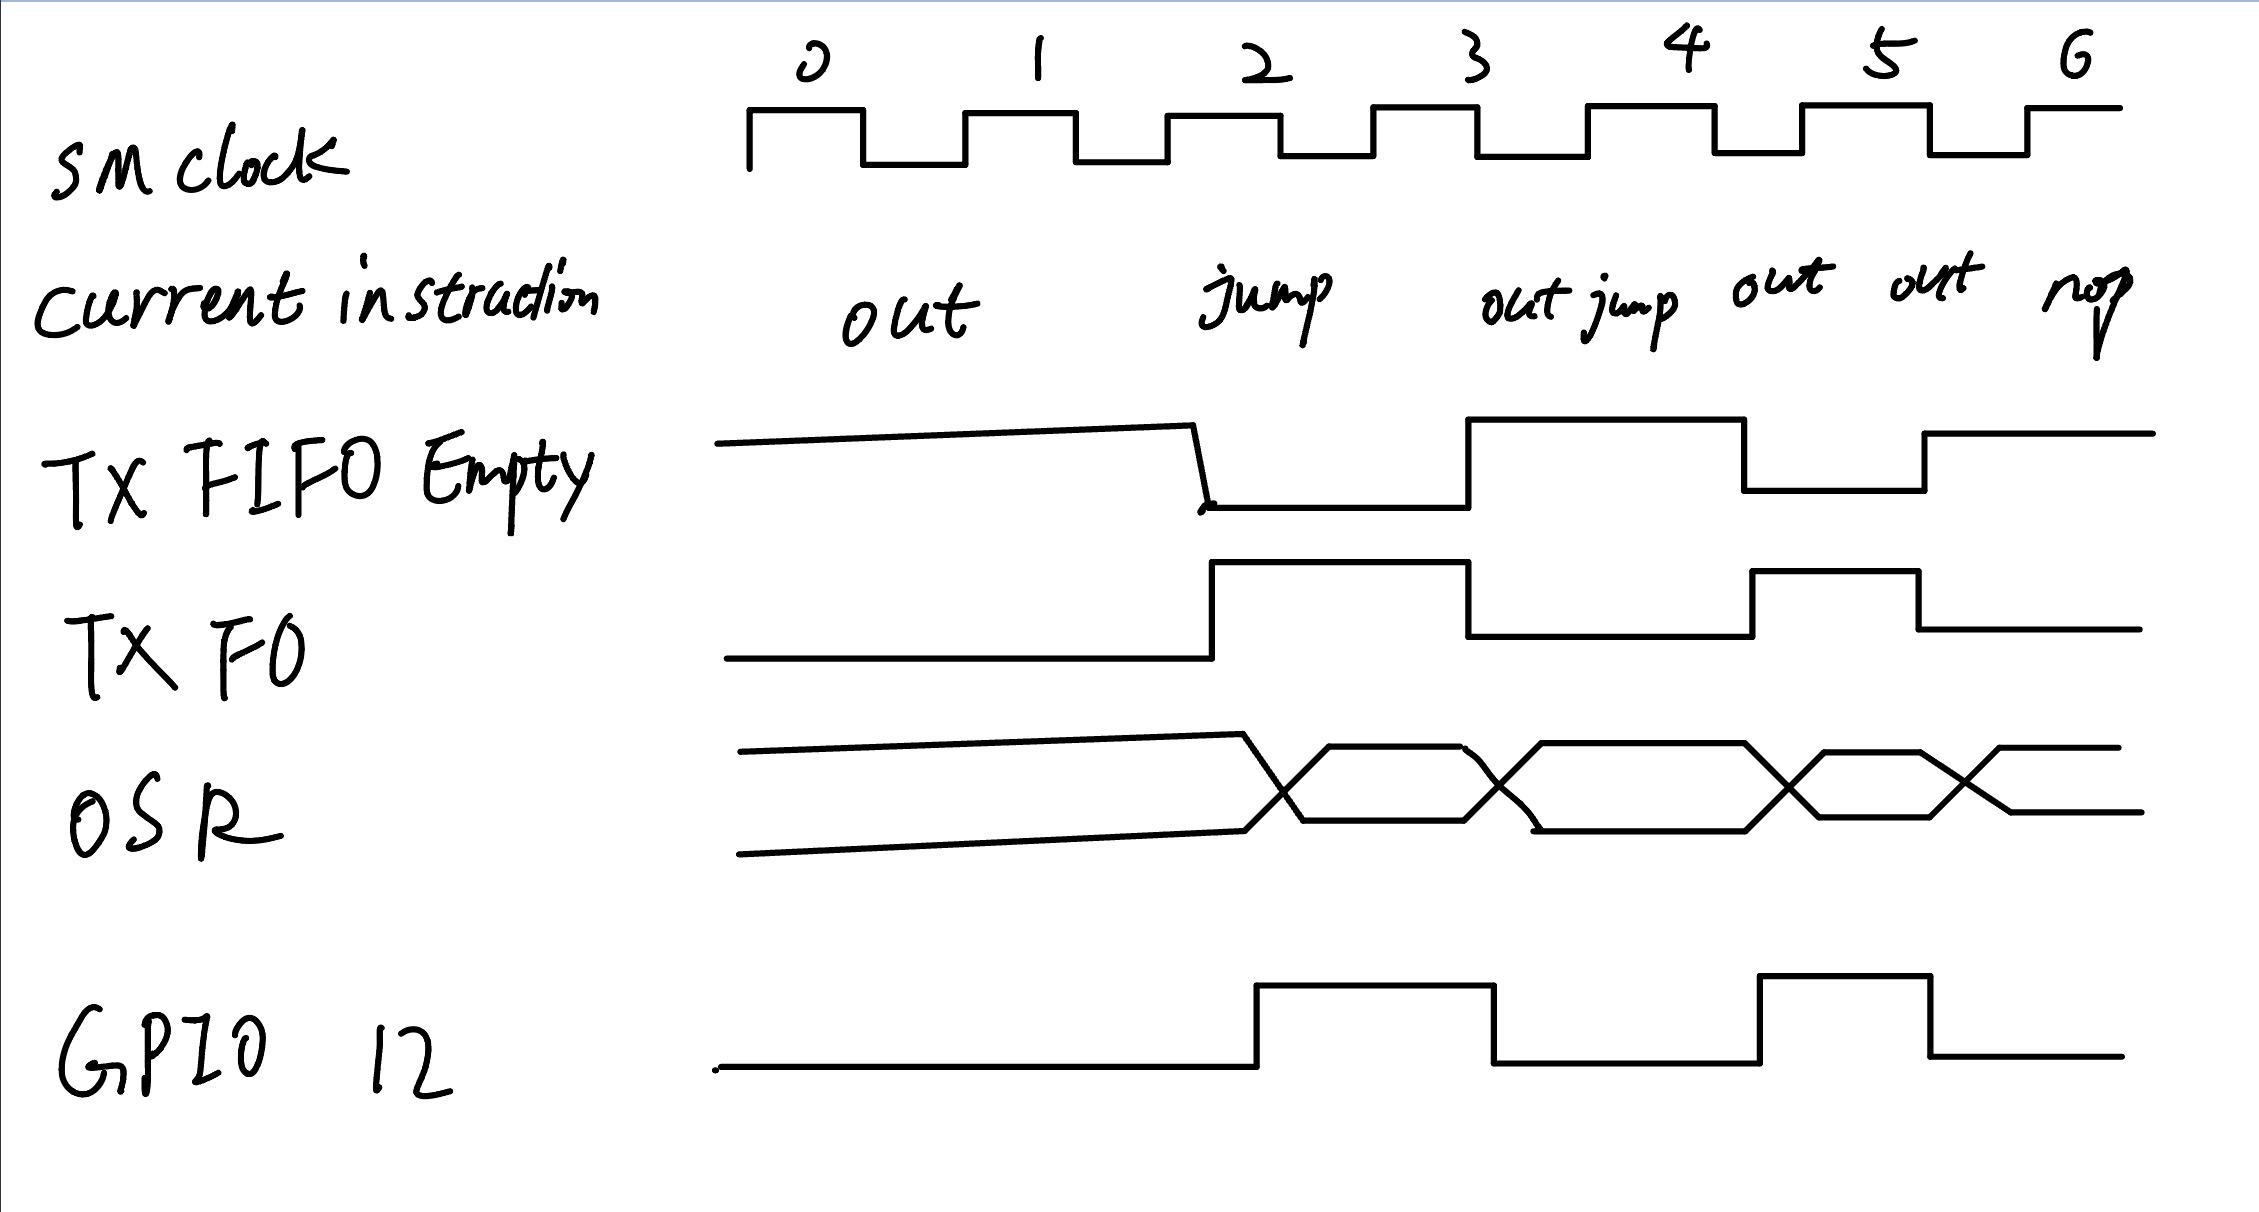 0 1 2 3 4 5 6
SM clock
current instruction out jump out jump out out nop
TX FIFO Empty
TX FO
OSR
GPIO 12